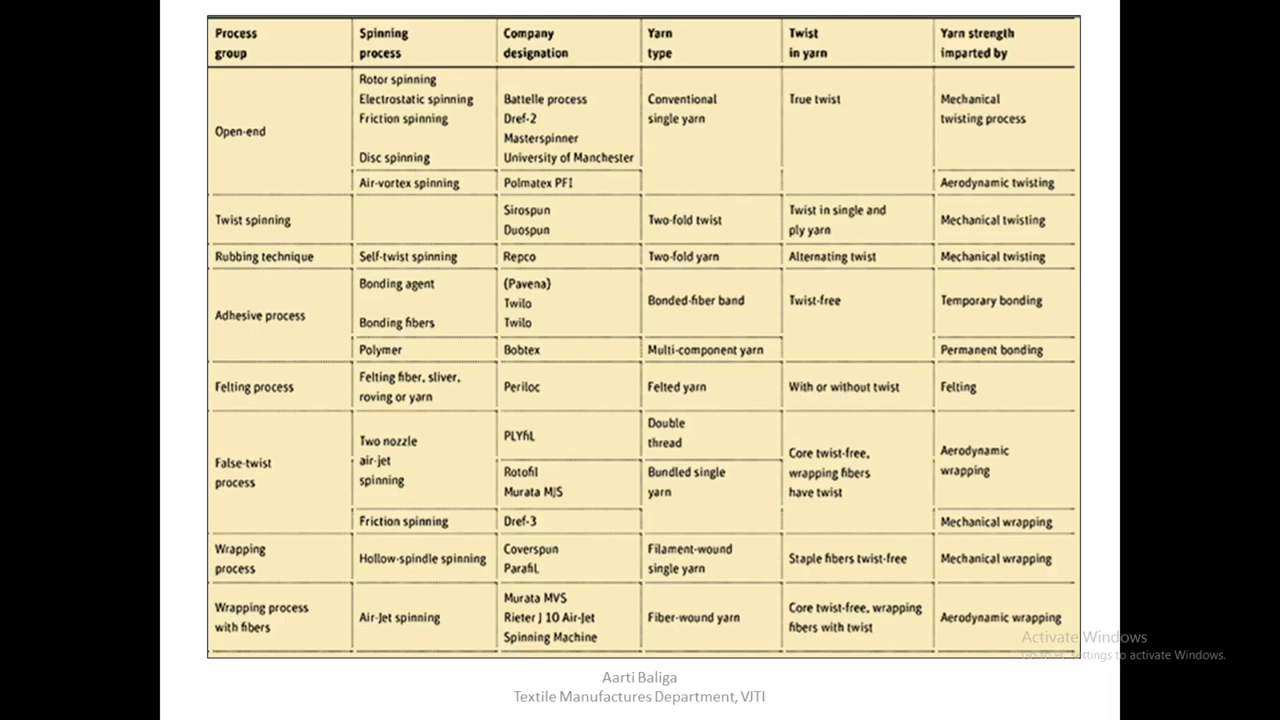 Process group
Spinning process
Company designation
Yarn type
Twist in yarn
Yarn strength imparted by
Open-end
Rotor spinning
Electrostatic spinning
Friction spinning
Disc spinning
Battelle process
Dref-2
Masterspinner
University of Manchester
Conventional
single yarn
True twist
Mechanical
twisting process
Air-vortex spinning
Polmatex PFI
Aerodynamic twisting
Twist spinning
Sirospun
Duospun
Two-fold twist
Twist in single and
ply yarn
Mechanical twisting
Rubbing technique
Self-twist spinning
Repco
Two-fold yarn
Alternating twist
Mechanical twisting
Adhesive process
Bonding agent
Bonding fibers
(Pavena)
Twilo
Twilo
Bonded-fiber band
Twist-free
Temporary bonding
Polymer
Bobtex
Multi-component yarn
Permanent bonding
Felting process
Felting fiber, sliver,
roving or yarn
Periloc
Felted yarn
With or without twist
Felting
False-twist
process
Two nozzle
air-jet
spinning
PLYfiL
Double
thread
Core twist-free,
wrapping fibers
have twist
Aerodynamic
wrapping
Rotofil
Murata MJS
Bundled single
yarn
Friction spinning
Dref-3
Mechanical wrapping
Wrapping
process
Hollow-spindle spinning
Coverspun
ParafiL
Filament-wound
single yarn
Staple fibers twist-free
Mechanical wrapping
Wrapping process
with fibers
Air-Jet spinning
Murata MVS
Rieter J 10 Air-Jet
Spinning Machine
Fiber-wound yarn
Core twist-free, wrapping
fibers with twist
Aerodynamic wrapping
Activate Windows
Settings to activate Windows.
Aarti Baliga
Textile Manufactures Department, VJTI